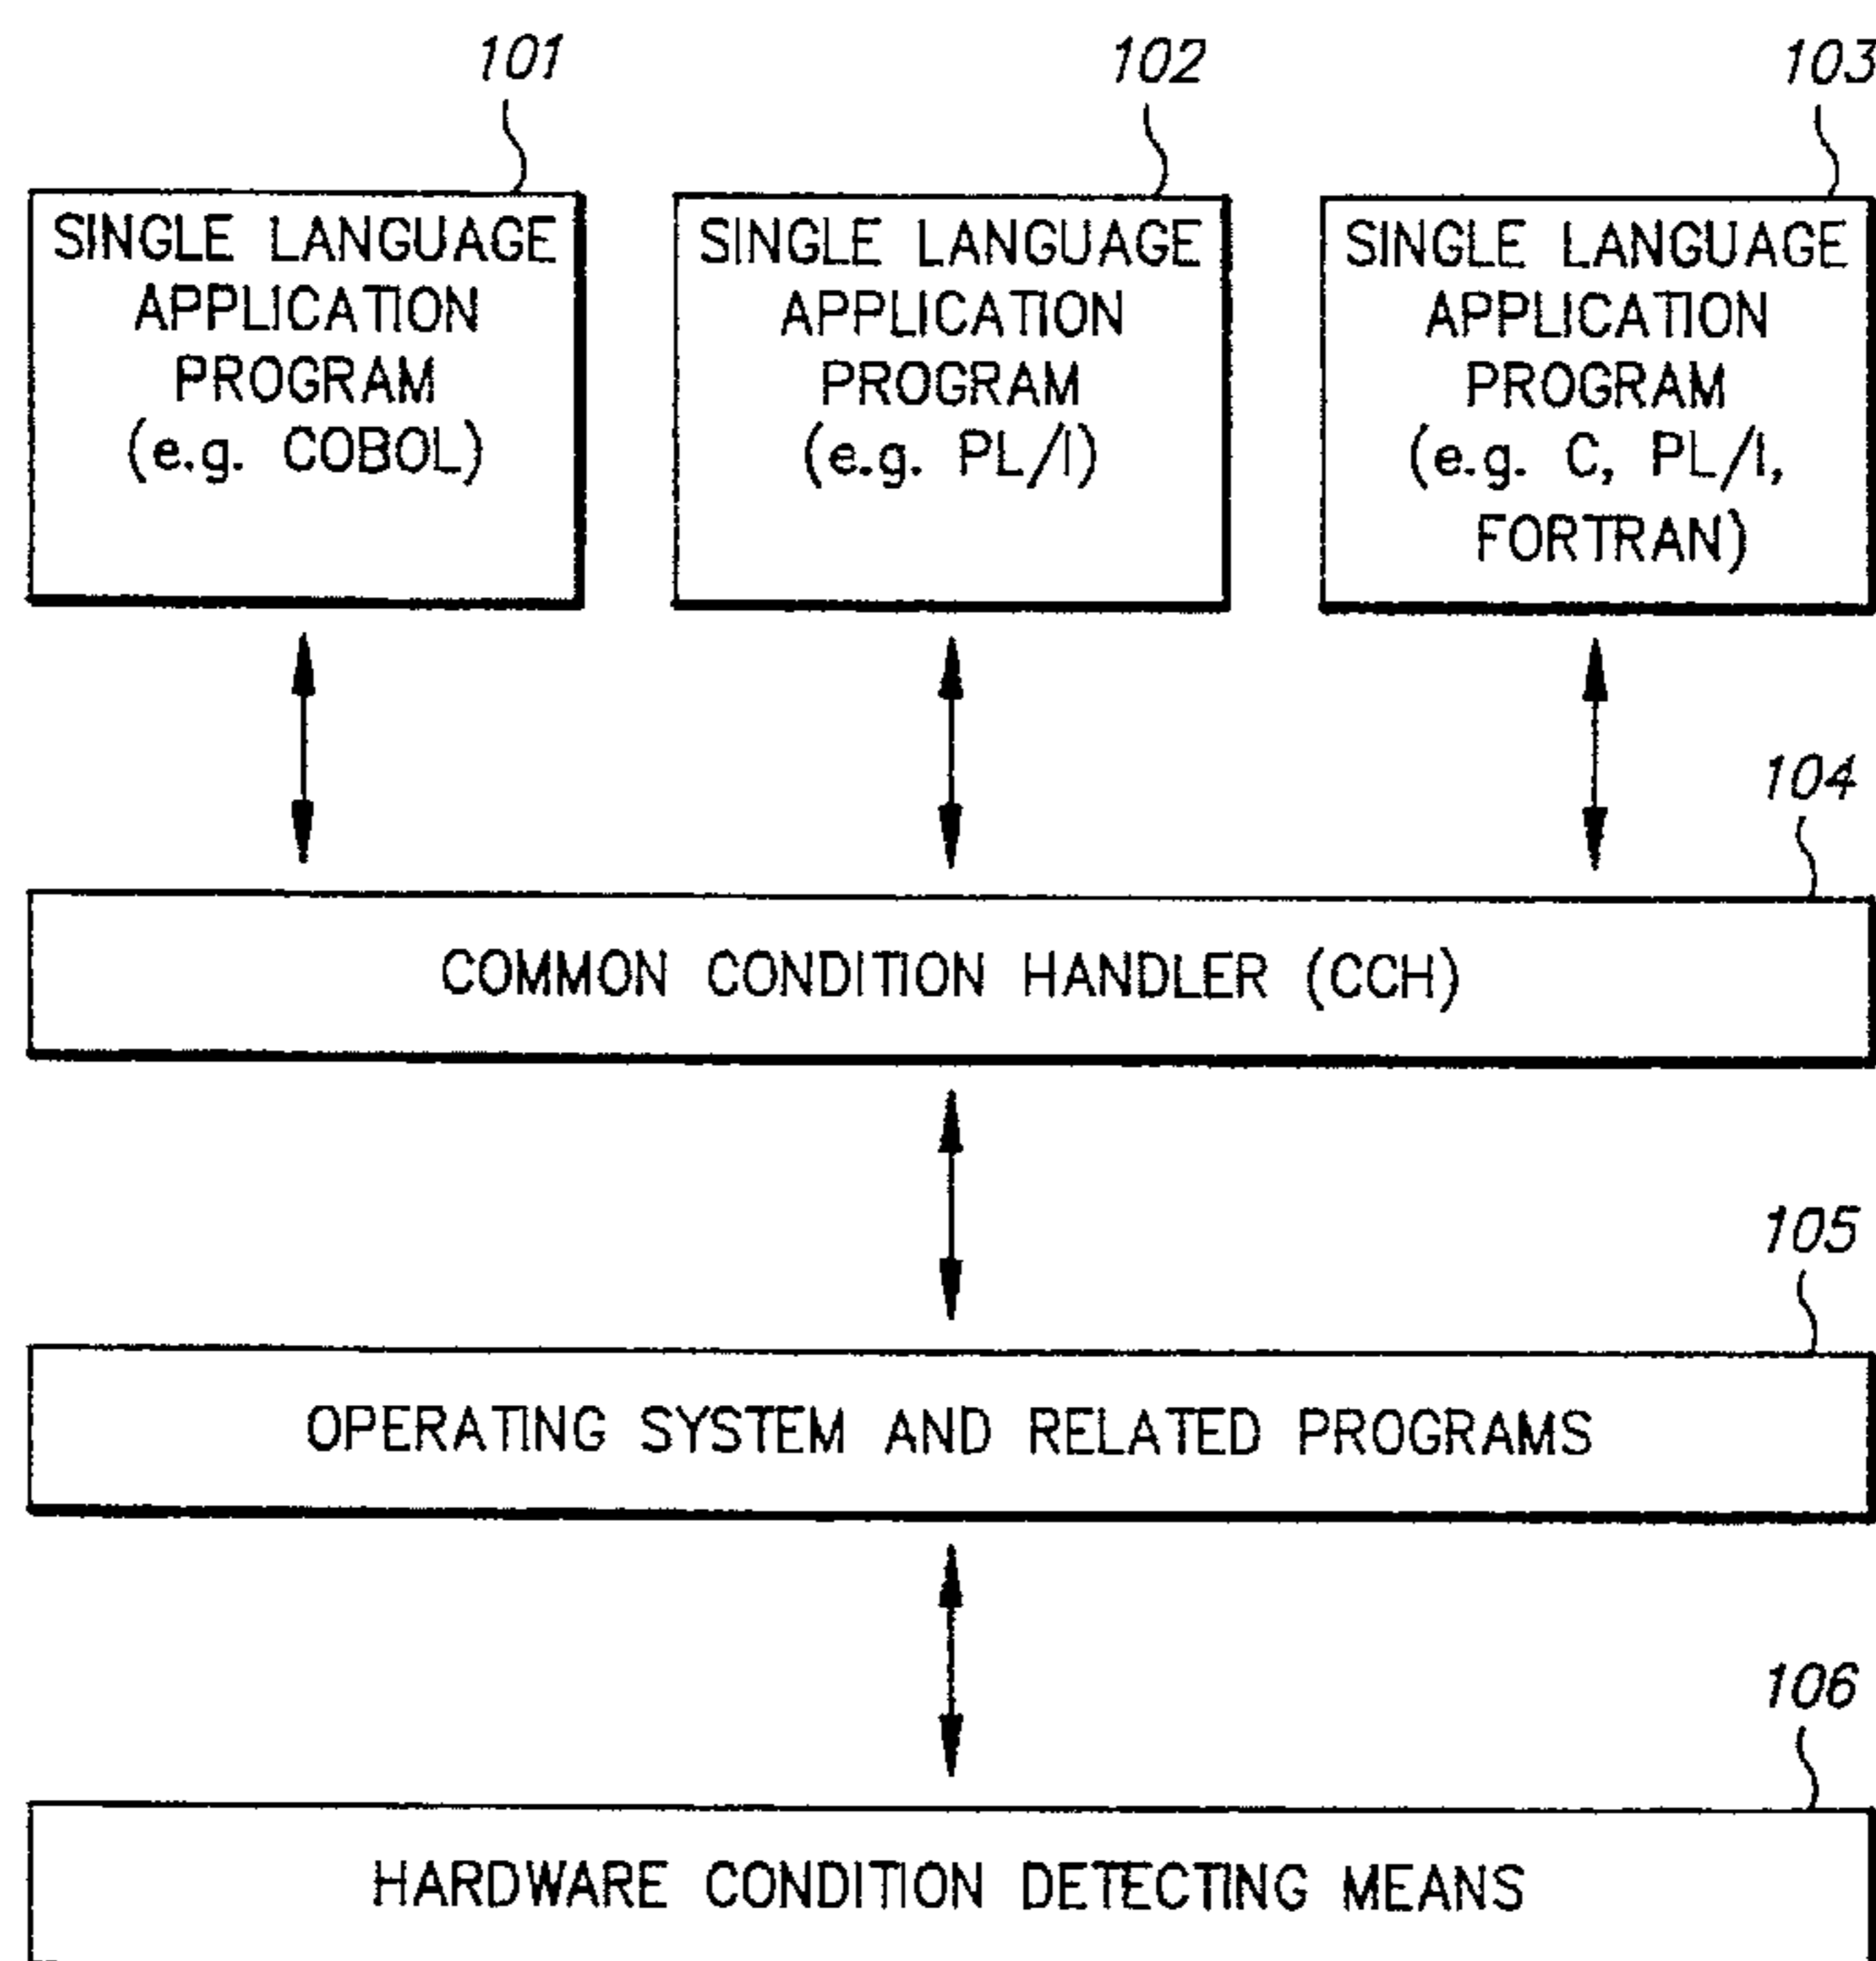 101
102
103
SINGLE LANGUAGE
APPLICATION
PROGRAM
(e.g. COBOL)
SINGLE LANGUAGE
APPLICATION
PROGRAM
(e.g. PL/I)
SINGLE LANGUAGE
APPLICATION
PROGRAM
(e.g. C, PL/I,
FORTRAN)
104
COMMON CONDITION HANDLER (CCH)
105
OPERATING SYSTEM AND RELATED PROGRAMS
106
HARDWARE CONDITION DETECTING MEANS